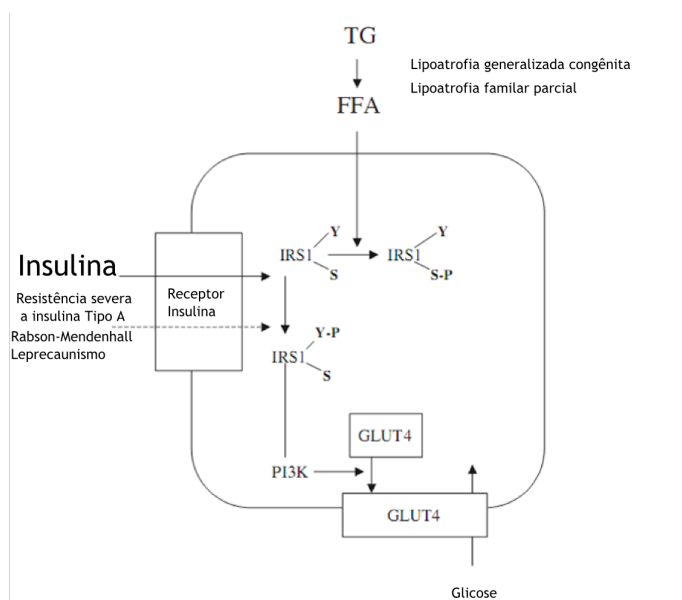 TG
Lipoatrofia generalizada congênita
Lipoatrofia familar parcial
FFA
Y
IRS1
S
Y
IRS1
S-P
Insulina
Receptor
Insulina
Resistência severa
a insulina Tipo A
Rabson-Mendenhall
Leprecaunismo
Y-P
IRS1
S
GLUT4
PI3K
GLUT4
Glicose